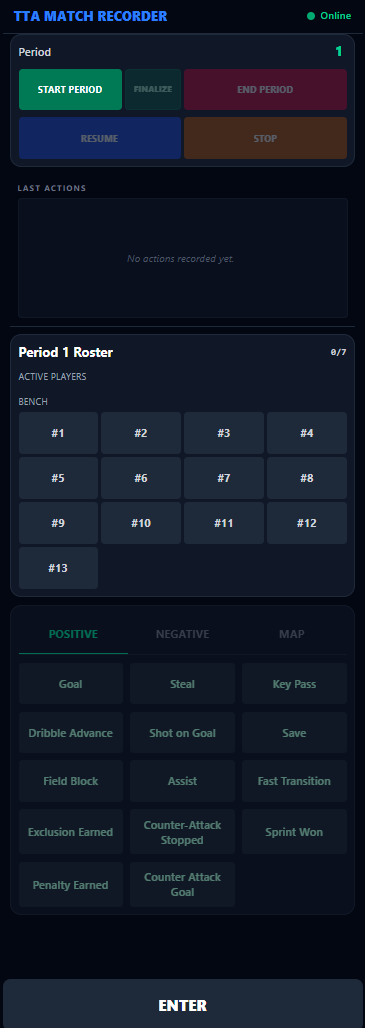 TTA MATCH RECORDER
Online
Period
1
START PERIOD
FINALIZE
END PERIOD
RESUME
STOP
LAST ACTIONS
No actions recorded yet.
Period 1 Roster
0/7
ACTIVE PLAYERS
BENCH
#1
#2
#3
#4
#5
#6
#7
#8
#9
#10
#11
#12
#13
POSITIVE
NEGATIVE
MAP
Goal
Steal
Key Pass
Dribble Advance
Shot on Goal
Save
Field Block
Assist
Fast Transition
Exclusion Earned
Counter-Attack
Stopped
Sprint Won
Penalty Earned
Counter Attack
Goal
ENTER